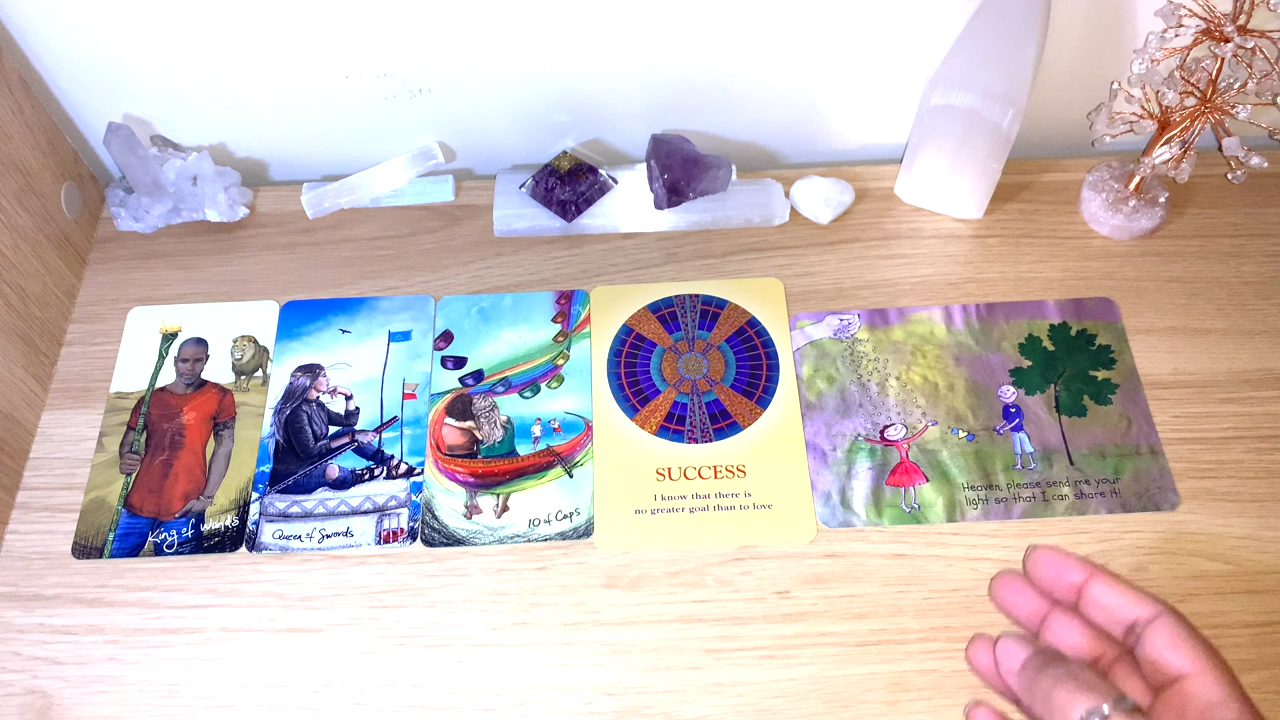 King of Wands
Queen of Swords
10 of Cups
SUCCESS
I know that there is
no greater goal than to love
Heaven, please send me your
light so that I can share it!